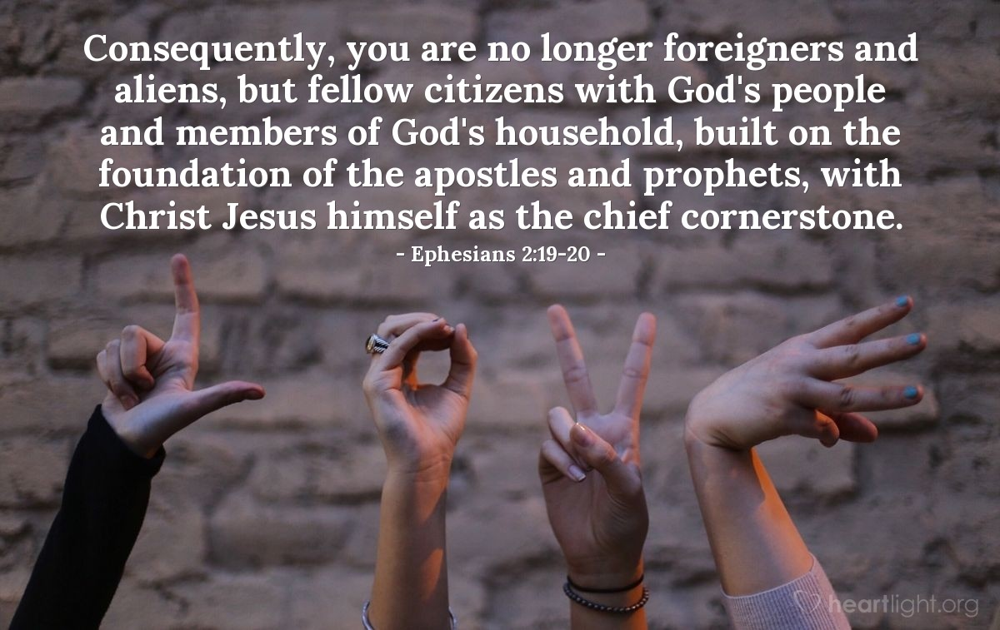 Consequently, you are no longer foreigners and
aliens, but fellow citizens with God's people
and members of God's household, built on the
foundation of the apostles and prophets, with
Christ Jesus himself as the chief cornerstone.
- Ephesians 2:19-20 -
heartlight.org